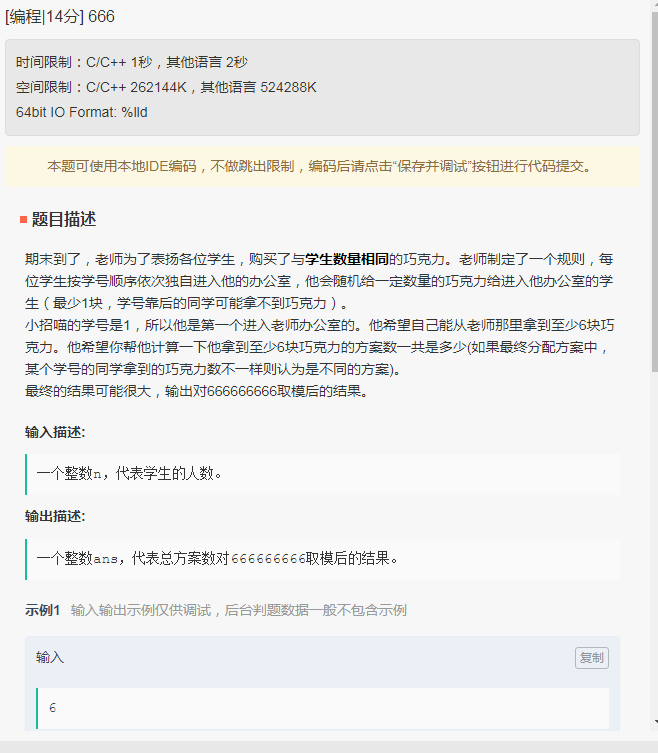 [编程|14分] 666
时间限制：C/C++ 1秒，其他语言 2秒
空间限制：C/C++ 262144K，其他语言 524288K
64bit IO Format: %lld
本题可使用本地IDE编码，不做跳出限制，编码后请点击“保存并调试”按钮进行代码提交。
题目描述
期末到了，老师为了表扬各位学生，购买了与学生数量相同的巧克力。老师制定了一个规则，每
位学生按学号顺序依次独自进入他的办公室，他会随机给一定数量的巧克力给进入他办公室的学
生（最少1块，学号靠后的同学可能拿不到巧克力）。
小招喵的学号是1，所以他是第一个进入老师办公室的。他希望自己能从老师那里拿到至少6块巧
克力。他希望你帮他计算一下他拿到至少6块巧克力的方案数一共是多少(如果最终分配方案中，
某个学号的同学拿到的巧克力数不一样则认为是不同的方案)。
最终的结果可能很大，输出对666666666取模后的结果。
输入描述:
一个整数n，代表学生的人数。
输出描述:
一个整数ans，代表总方案数对666666666取模后的结果。
示例1 输入输出示例仅供调试，后台判题数据一般不包含示例
输入
复制
6